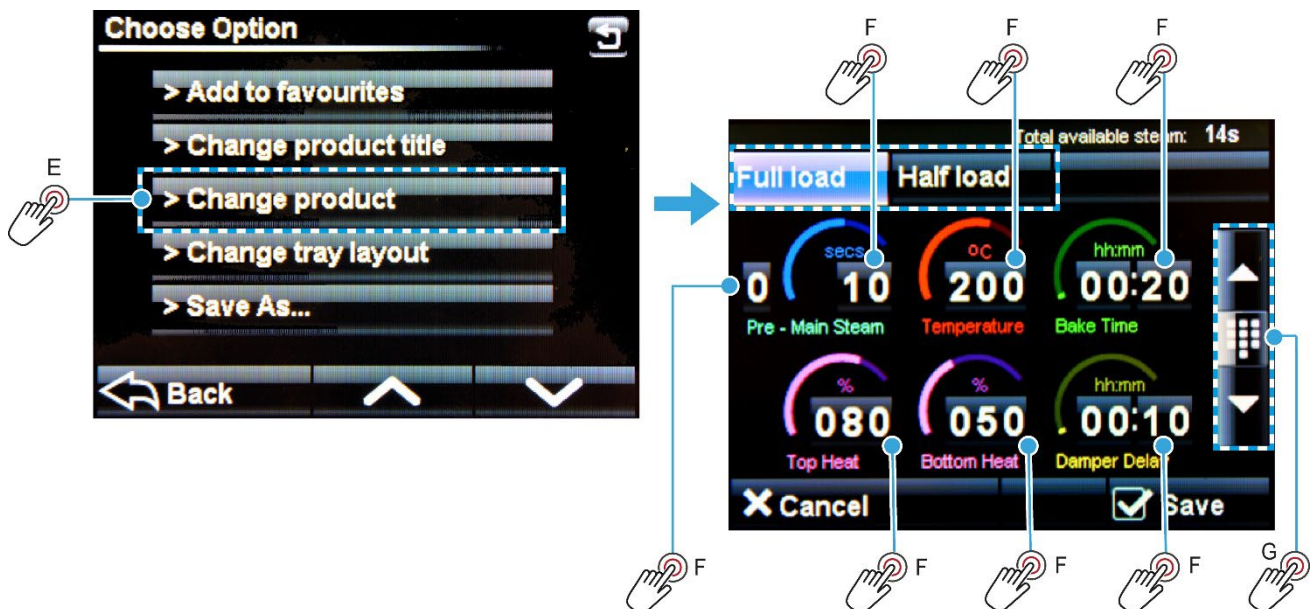 Choose Option
> Add to favourites
> Change product title
> Change product
> Change tray layout
> Save As...
Back
E
F F F
Total available steam: 14s
Full load Half load
secs °C hh:mm
0 10 200 00:20
Pre - Main Steam Temperature Bake Time
% % hh:mm
080 050 00:10
Top Heat Bottom Heat Damper Delay
Cancel Save
F F F F G